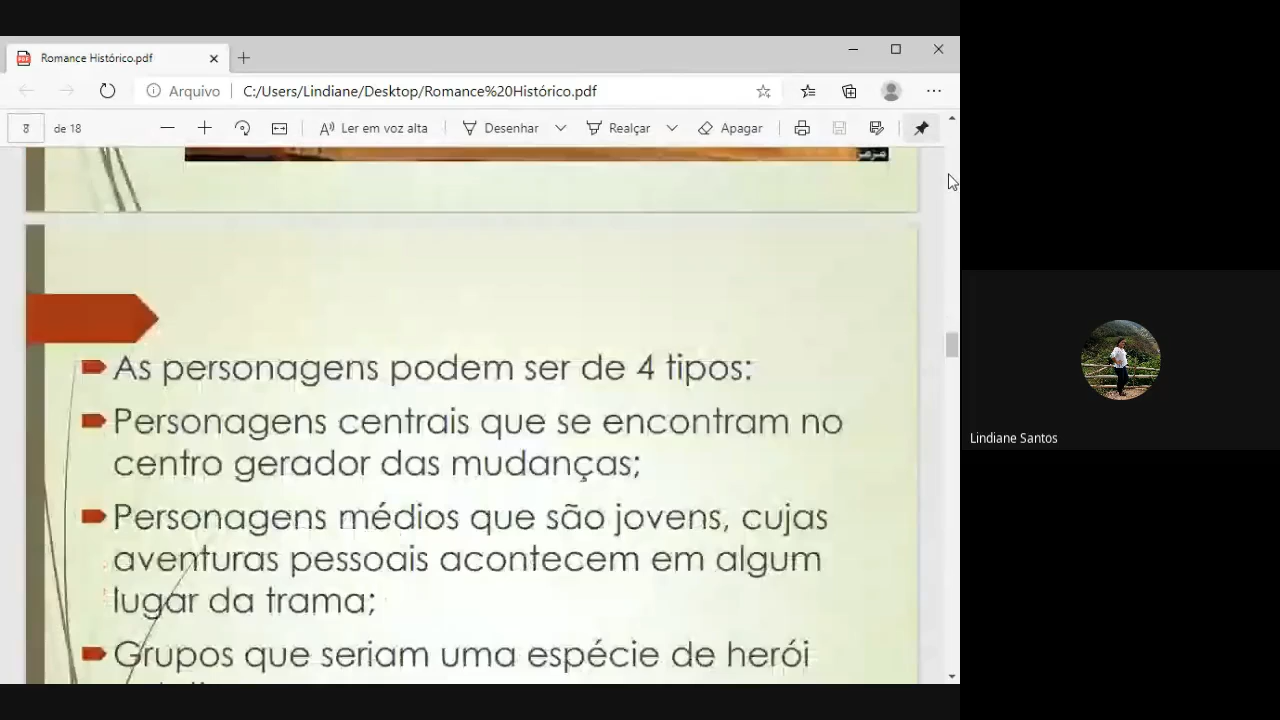 Romance Histórico.pdf
Arquivo C:/Users/Lindiane/Desktop/Romance%20Histórico.pdf
8 de 18 Ler em voz alta Desenhar Realçar Apagar
As personagens podem ser de 4 tipos:
Personagens centrais que se encontram no
centro gerador das mudanças;
Personagens médios que são jovens, cujas
aventuras pessoais acontecem em algum
lugar da trama;
Grupos que seriam uma espécie de herói
Lindiane Santos